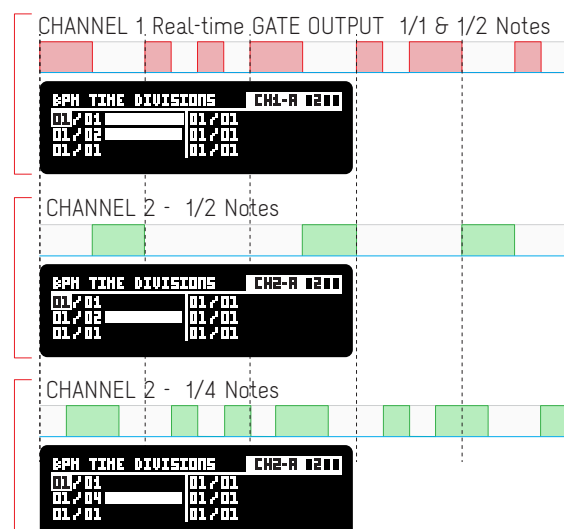 CHANNEL 1 Real-time GATE OUTPUT 1/1 & 1/2 Notes
BPM TIME DIVISIONS CH1-A 0200
01/01 01/01
01/02 01/01
01/01 01/01
CHANNEL 2 - 1/2 Notes
BPM TIME DIVISIONS CH2-A 0200
01/01 01/01
01/02 01/01
01/01 01/01
CHANNEL 2 - 1/4 Notes
BPM TIME DIVISIONS CH2-A 0200
01/01 01/01
01/04 01/01
01/01 01/01